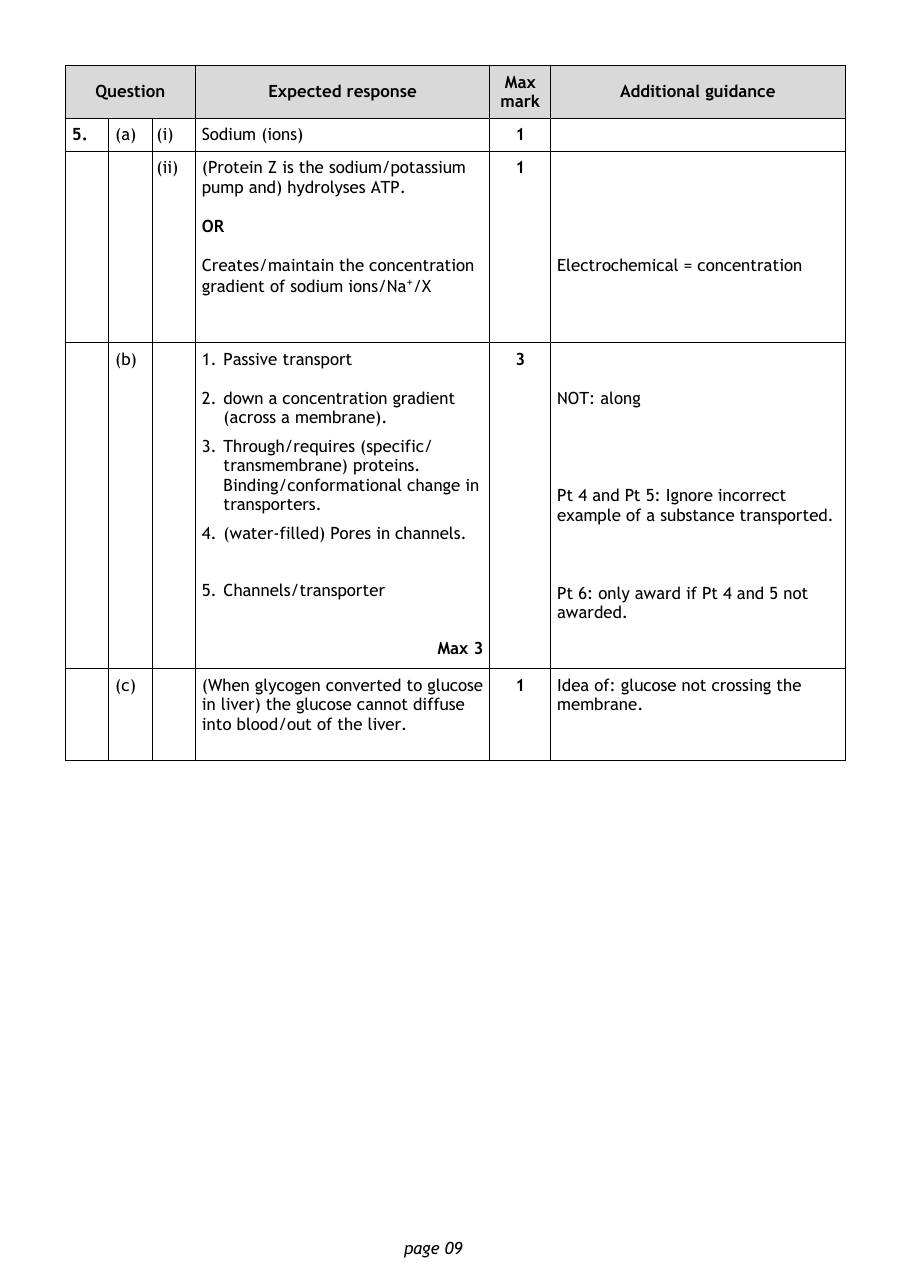 Question Expected response Max mark Additional guidance
5. (a) (i) Sodium (ions) 1
(ii) (Protein Z is the sodium/potassium 1
pump and) hydrolyses ATP.
OR
Creates/maintain the concentration Electrochemical = concentration
gradient of sodium ions/Na⁺/X
(b) 1. Passive transport 3
2. down a concentration gradient NOT: along
(across a membrane).
3. Through/requires (specific/
transmembrane) proteins.
Binding/conformational change in
transporters.
Pt 4 and Pt 5: Ignore incorrect
example of a substance transported.
4. (water-filled) Pores in channels.
5. Channels/transporter Pt 6: only award if Pt 4 and 5 not
awarded.
Max 3
(c) (When glycogen converted to glucose 1 Idea of: glucose not crossing the
in liver) the glucose cannot diffuse membrane.
into blood/out of the liver.
page 09